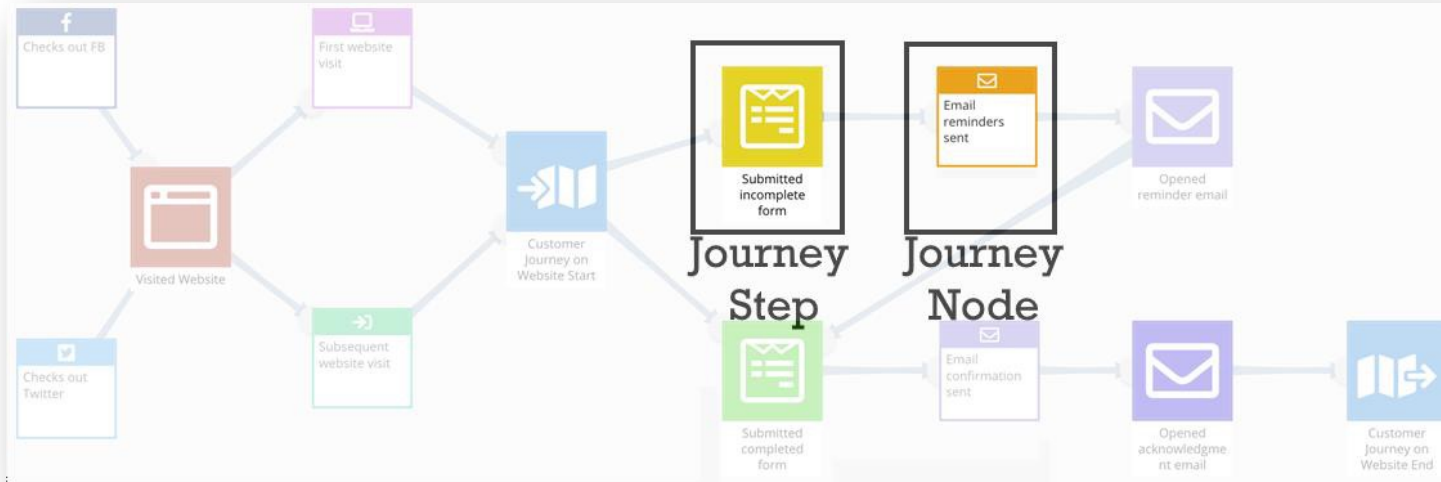 Checks out FB
First website
visit
Email
reminders
sent
Submitted
incomplete
form
Opened
reminder email
Journey
Step
Journey
Node
Customer
Journey on
Website Start
Visited Website
Subsequent
website visit
Checks out
Twitter
Email
confirmation
sent
Submitted
completed
form
Opened
acknowledgme
nt email
Customer
Journey on
Website End